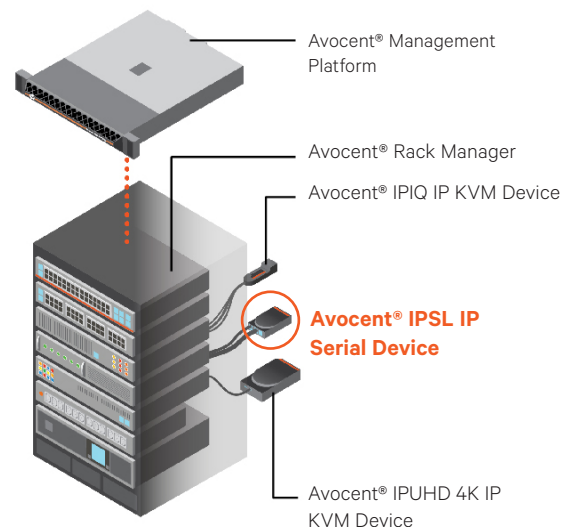 Avocent® Management
Platform
Avocent® Rack Manager
Avocent® IPIQ IP KVM Device
Avocent® IPSL IP
Serial Device
Avocent® IPUHD 4K IP
KVM Device